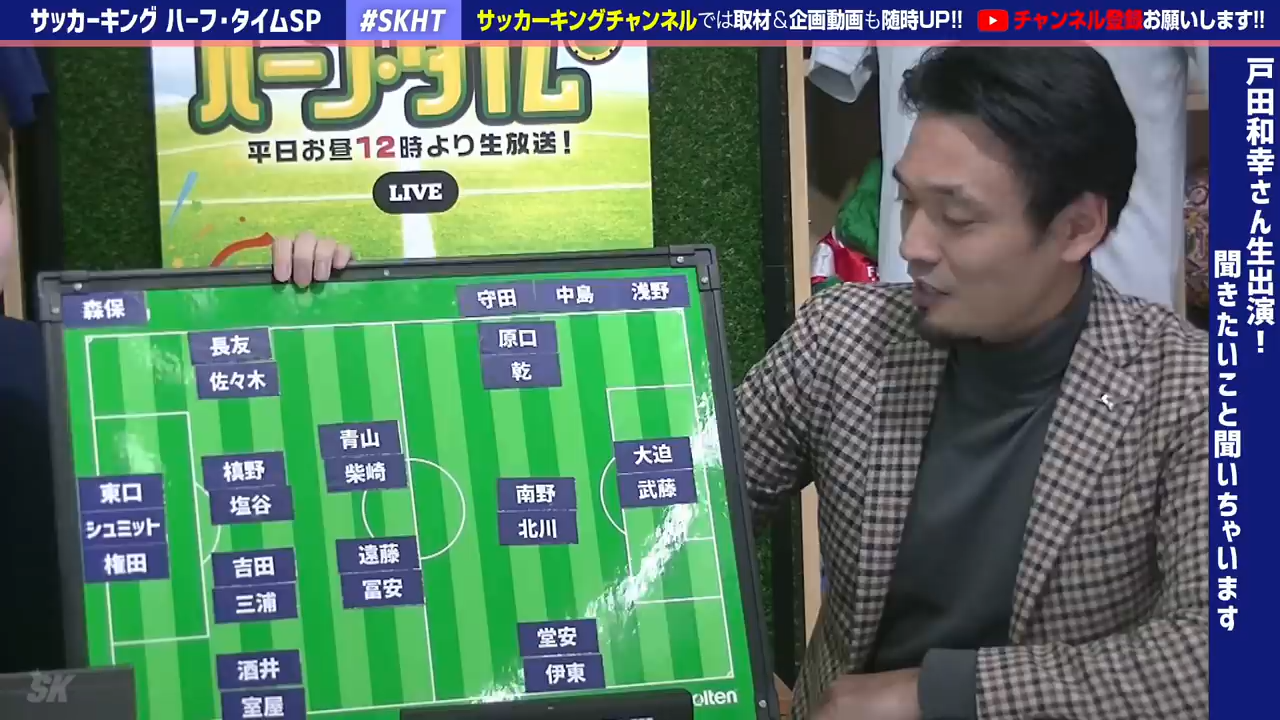 サッカーキング ハーフ・タイムSP
#SKHT
サッカーキングチャンネルでは取材&企画動画も随時UP!!
チャンネル登録お願いします!!
戸田和幸さん生出演!
聞きたいこと聞いちゃいます
ハーフ・タイム
平日お昼12時より生放送!
LIVE
森保
守田
中島
浅野
長友
佐々木
原口
乾
青山
柴崎
大迫
武藤
槙野
塩谷
東口
シュミット
権田
南野
北川
吉田
三浦
遠藤
冨安
堂安
伊東
酒井
室屋
olten
SK